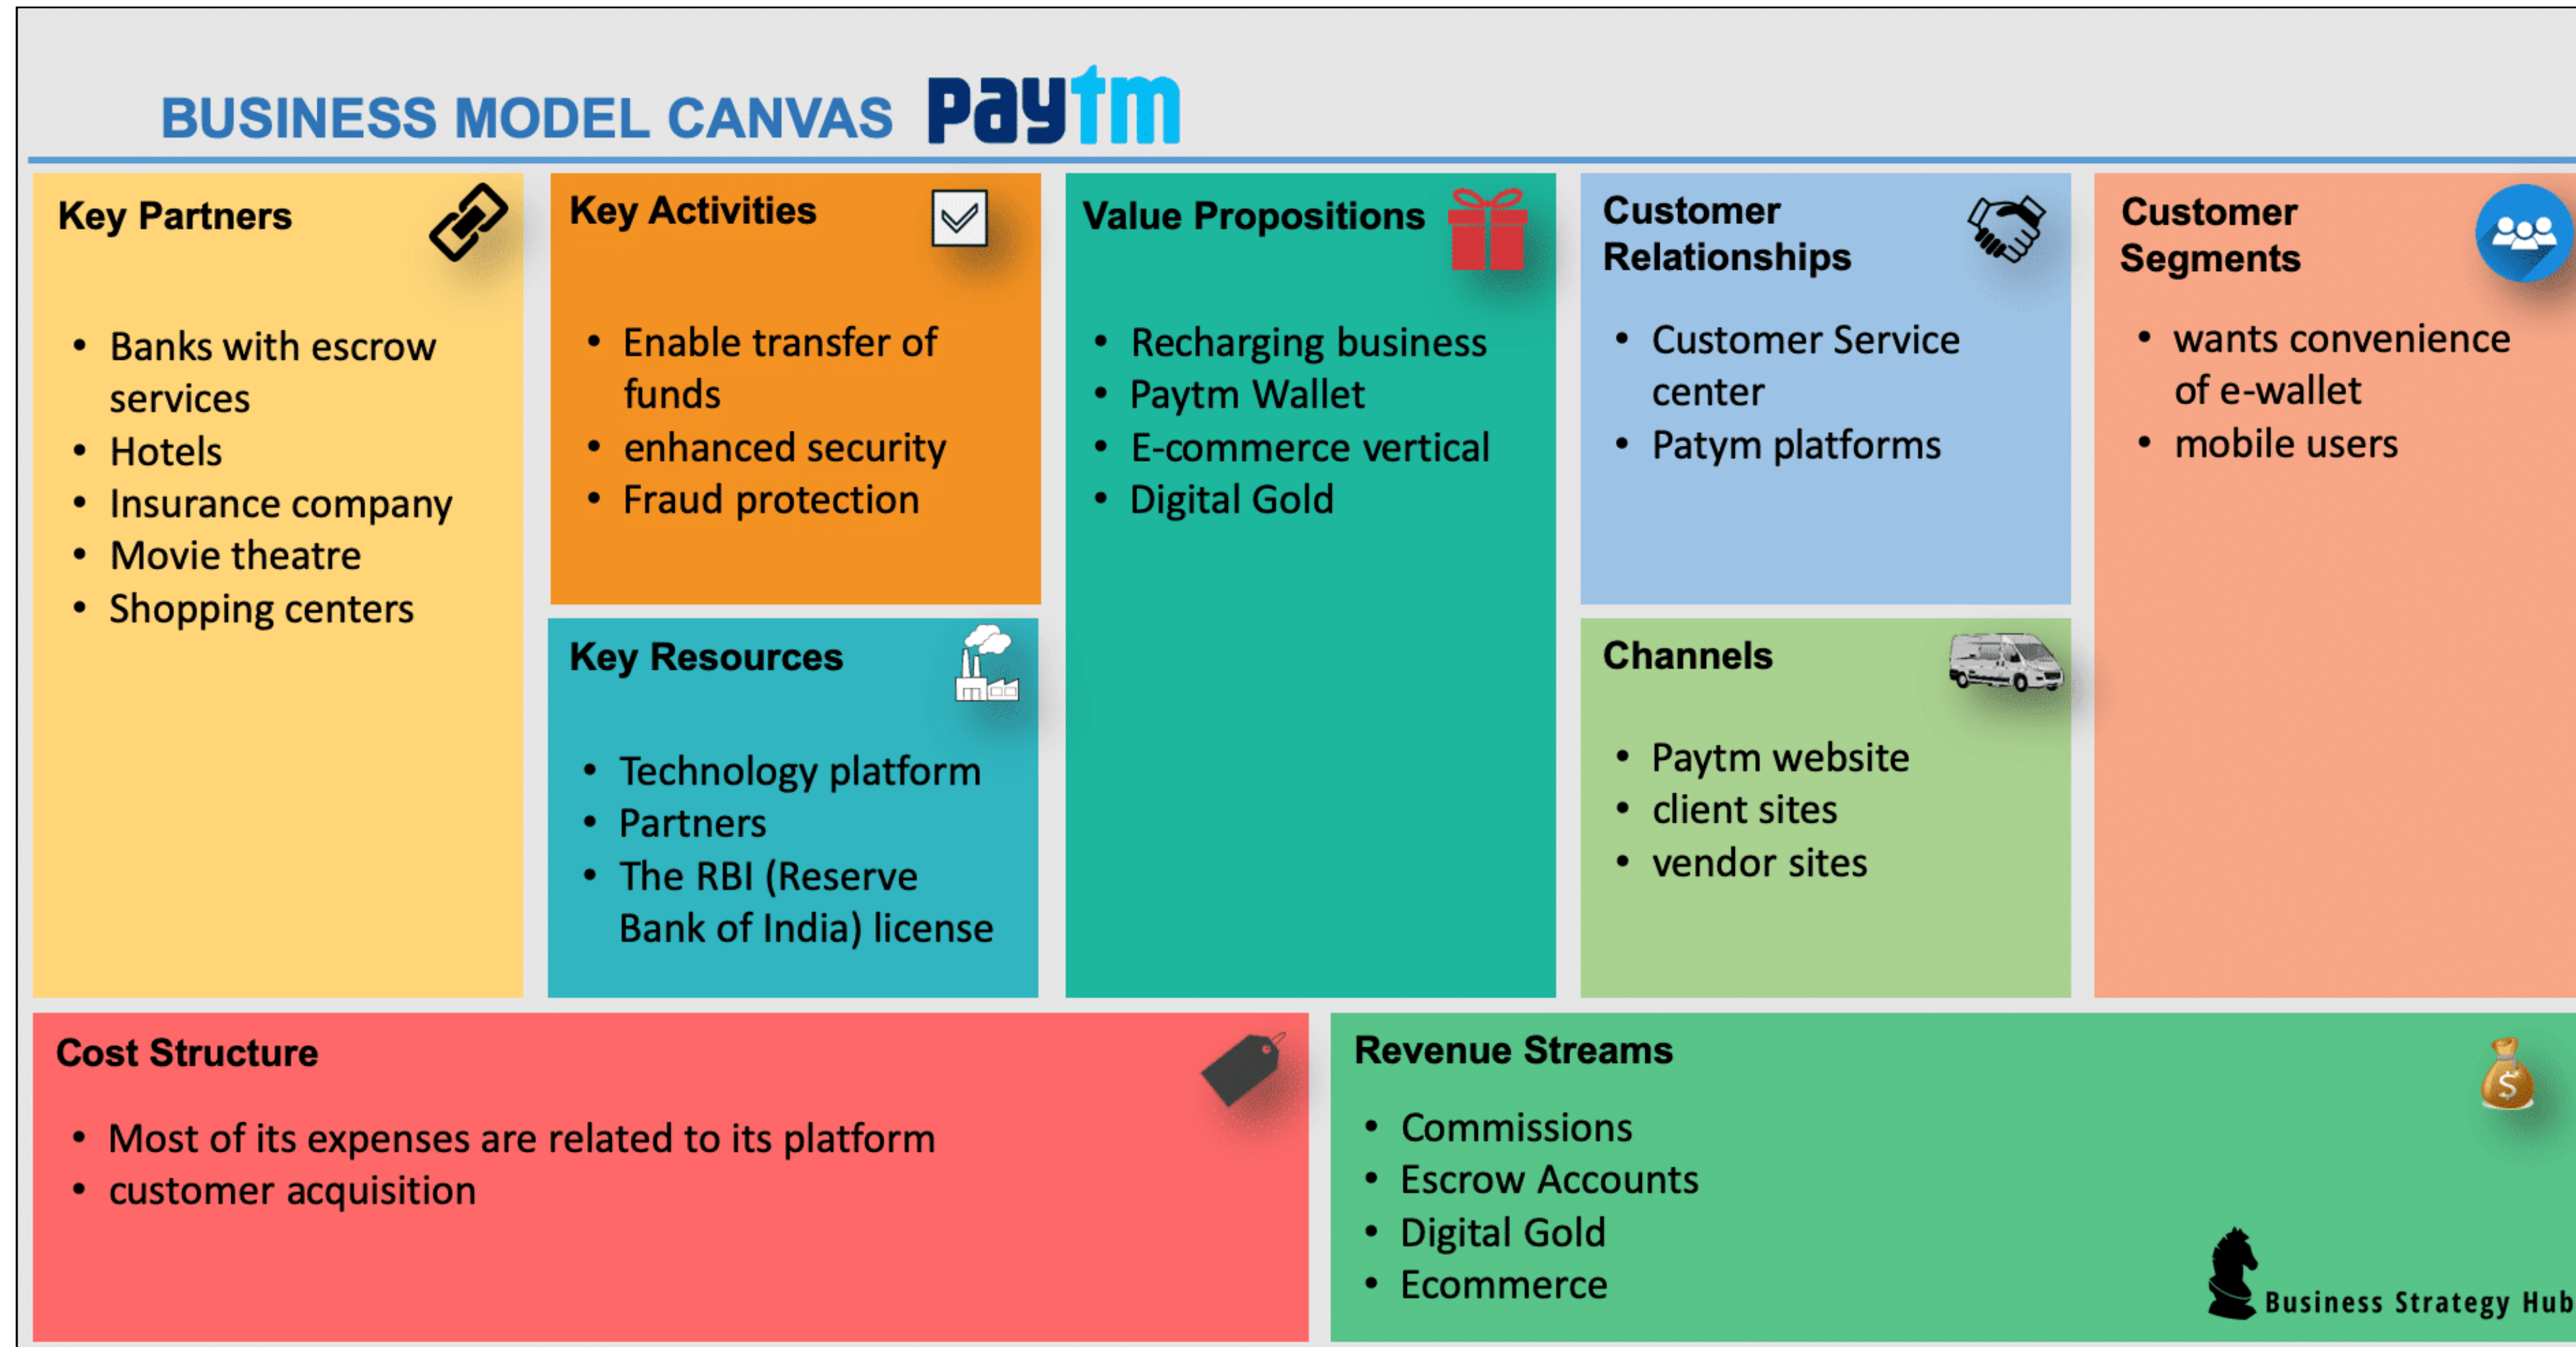 BUSINESS MODEL CANVAS paytm
Key Partners
• Banks with escrow
services
• Hotels
• Insurance company
• Movie theatre
• Shopping centers
Key Activities
• Enable transfer of
funds
• enhanced security
• Fraud protection
Key Resources
• Technology platform
• Partners
• The RBI (Reserve
Bank of India) license
Value Propositions
• Recharging business
• Paytm Wallet
• E-commerce vertical
• Digital Gold
Customer
Relationships
• Customer Service
center
• Patym platforms
Channels
• Paytm website
• client sites
• vendor sites
Customer
Segments
• wants convenience
of e-wallet
• mobile users
Cost Structure
• Most of its expenses are related to its platform
• customer acquisition
Revenue Streams
• Commissions
• Escrow Accounts
• Digital Gold
• Ecommerce
$
Business Strategy Hub